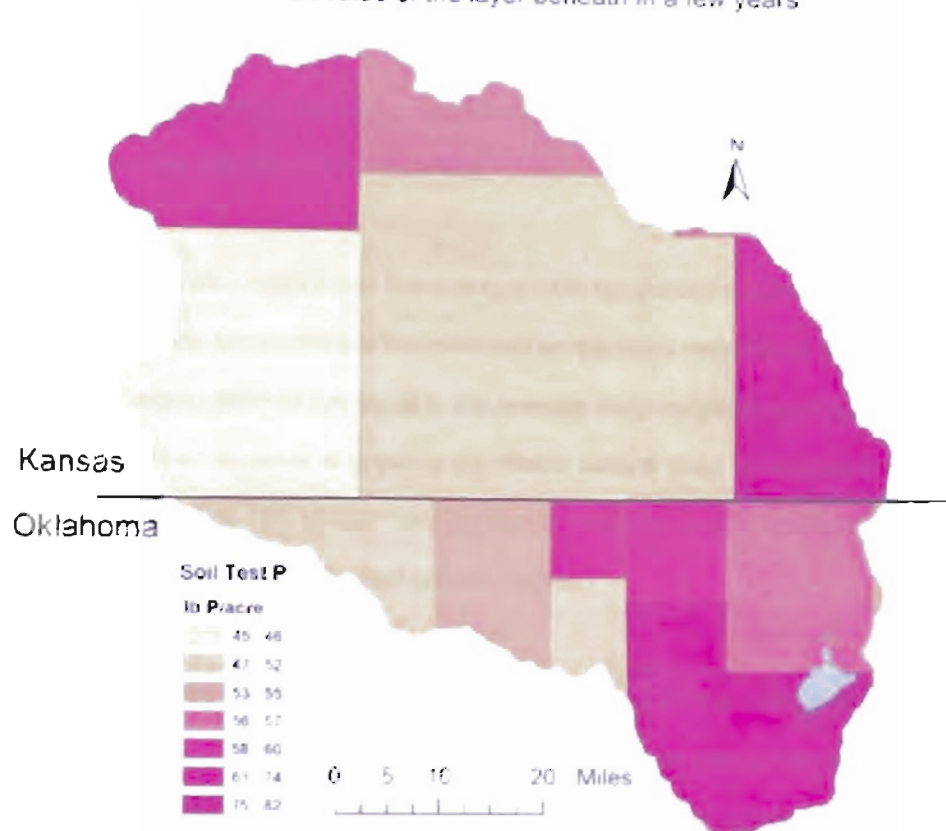 the layer beneath in a few years
N
Kansas
Oklahoma
Soil Test P
lb P/acre
45 46
47 52
53 55
56 57
58 60
61 74
75 82
0 5 10 20 Miles